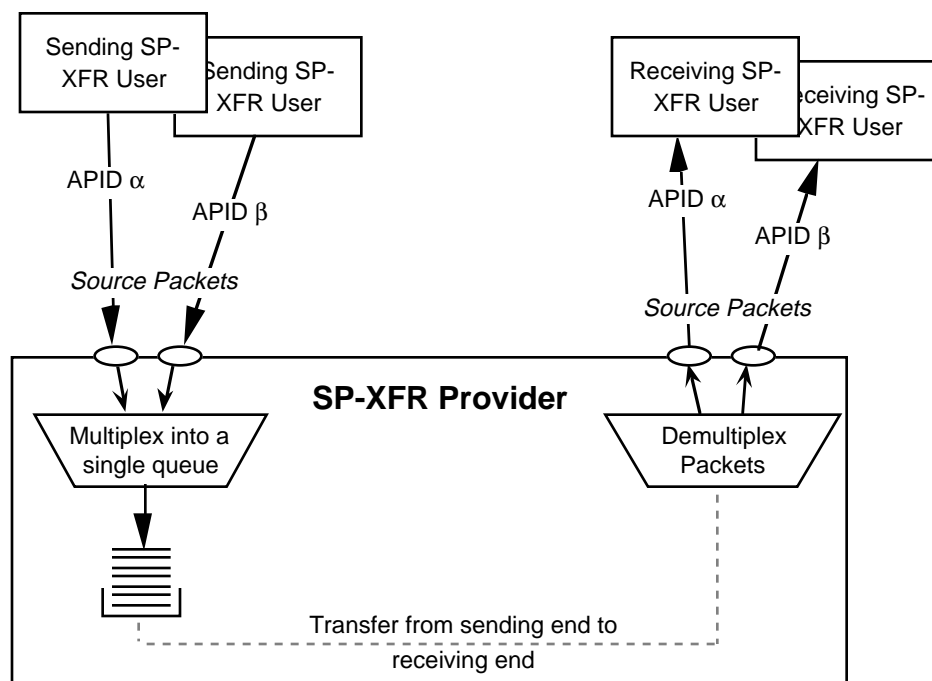 Sending SP-
XFR User
Sending SP-
XFR User
APID α
APID β
Source Packets
Receiving SP-
XFR User
eceiving SP-
XFR User
APID α
APID β
Source Packets
SP-XFR Provider
Multiplex into a
single queue
Demultiplex
Packets
Transfer from sending end to
receiving end